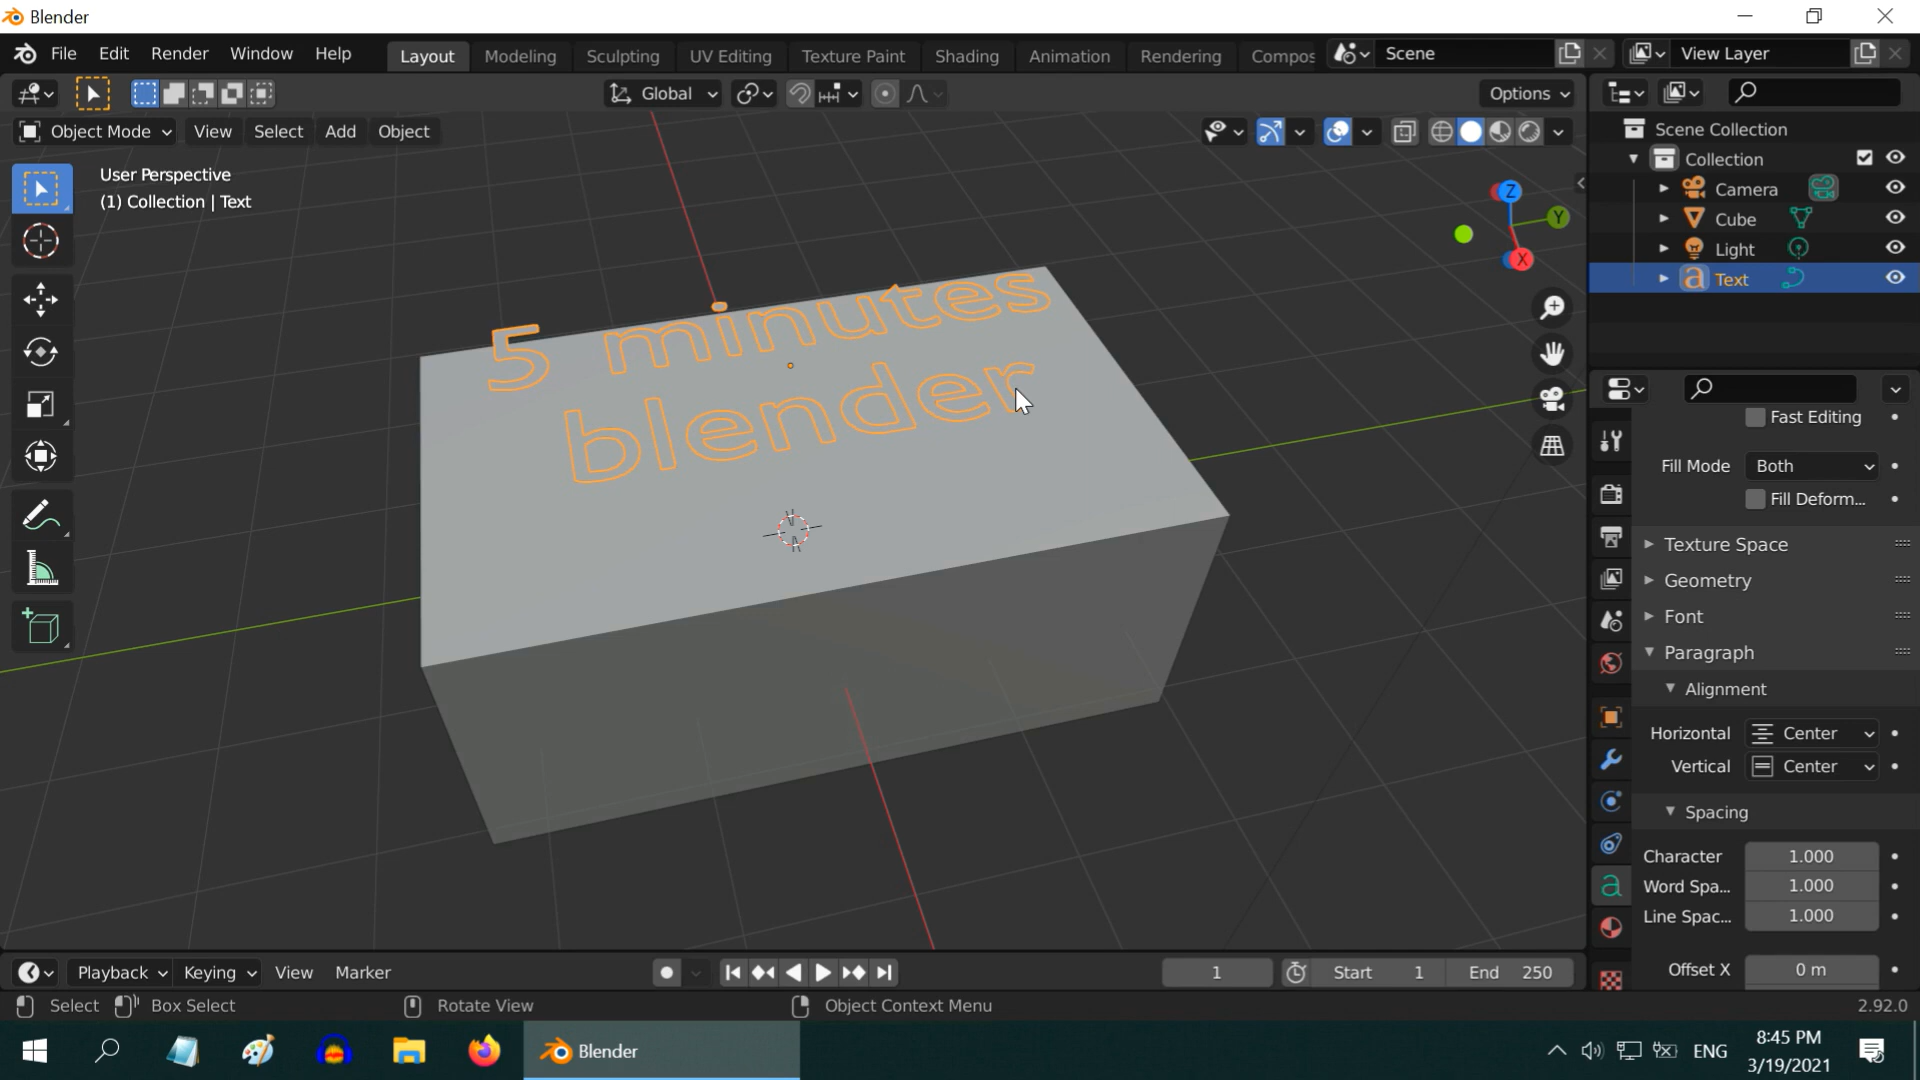 Blender
File Edit Render Window Help
Layout Modeling Sculpting UV Editing Texture Paint Shading Animation Rendering Compos
Scene
View Layer
Global
Options
Object Mode View Select Add Object
User Perspective
(1) Collection | Text
Z
Y
X
5 minutes
blender
Scene Collection
Collection
Camera
Cube
Light
a Text
Fast Editing
Fill Mode Both
Fill Deform...
Texture Space
Geometry
Font
Paragraph
Alignment
Horizontal Center
Vertical Center
Spacing
Character 1.000
Word Spa... 1.000
Line Spac... 1.000
Offset X 0 m
Playback Keying View Marker
1
Start 1
End 250
Select Box Select Rotate View Object Context Menu
2.92.0
Blender
ENG
8:45 PM
3/19/2021